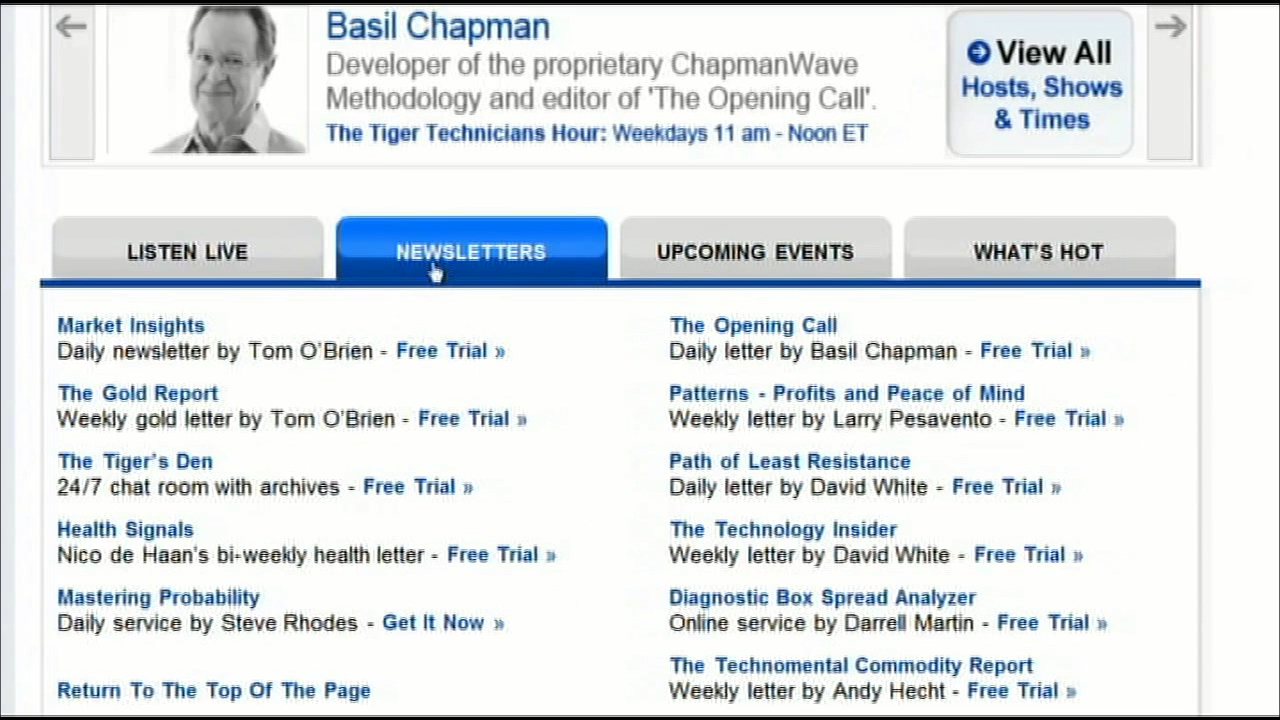 Basil Chapman
Developer of the proprietary ChapmanWave
Methodology and editor of 'The Opening Call'.
The Tiger Technicians Hour: Weekdays 11 am - Noon ET
View All
Hosts, Shows
& Times
LISTEN LIVE
NEWSLETTERS
UPCOMING EVENTS
WHAT'S HOT
Market Insights
Daily newsletter by Tom O'Brien - Free Trial »
The Gold Report
Weekly gold letter by Tom O'Brien - Free Trial »
The Tiger's Den
24/7 chat room with archives - Free Trial »
Health Signals
Nico de Haan's bi-weekly health letter - Free Trial »
Mastering Probability
Daily service by Steve Rhodes - Get It Now »
Return To The Top Of The Page
The Opening Call
Daily letter by Basil Chapman - Free Trial »
Patterns - Profits and Peace of Mind
Weekly letter by Larry Pesavento - Free Trial »
Path of Least Resistance
Daily letter by David White - Free Trial »
The Technology Insider
Weekly letter by David White - Free Trial »
Diagnostic Box Spread Analyzer
Online service by Darrell Martin - Free Trial »
The Technomental Commodity Report
Weekly letter by Andy Hecht - Free Trial »